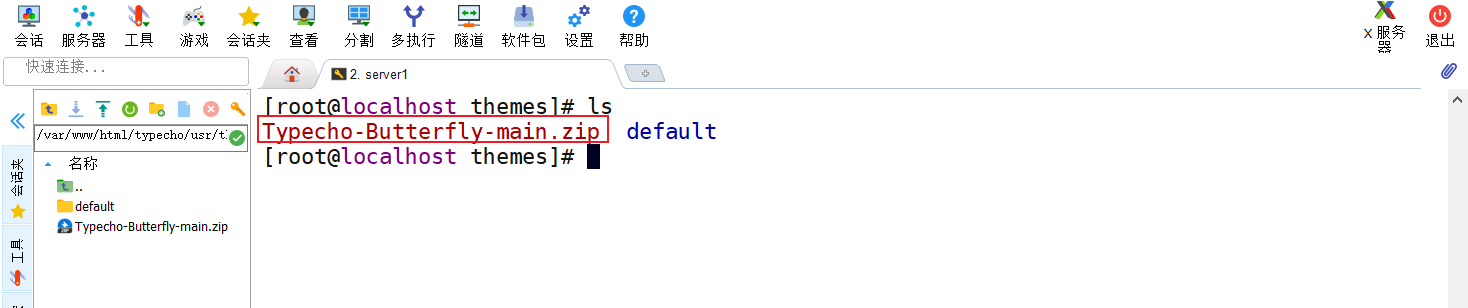 会话 服务器 工具 游戏 会话夹 查看 分割 多执行 隧道 软件包 设置 帮助 X 服务器 退出
快速连接...
2. server1
[root@localhost themes]# ls
Typecho-Butterfly-main.zip default
[root@localhost themes]#
/var/www/html/typecho/usr/t
名称
..
default
Typecho-Butterfly-main.zip
会话夹
工具